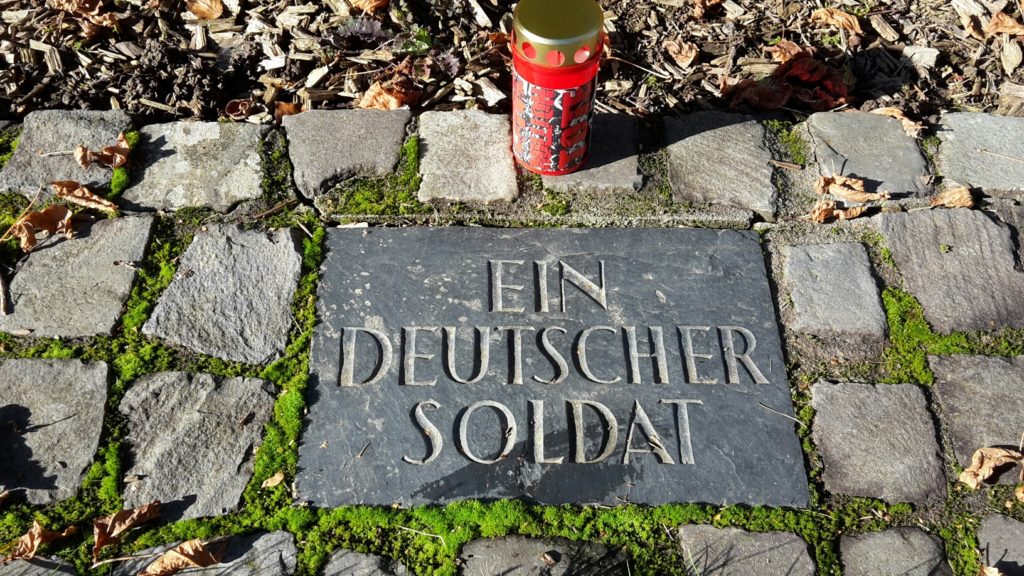 EIN
DEUTSCHER
SOLDAT